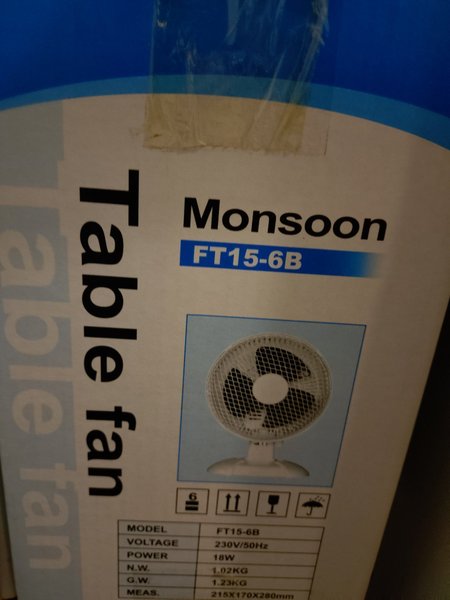 Monsoon
FT15-6B
Table fan
Table fan
6
MODEL FT15-6B
VOLTAGE 230V/50Hz
POWER 18W
N.W. 1.02KG
G.W. 1.23KG
MEAS. 215X170X280mm